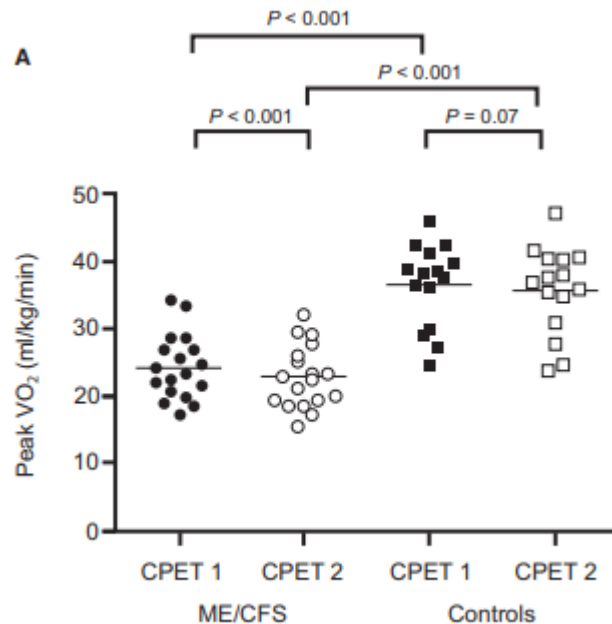 P < 0.001
A
P < 0.001
P < 0.001 P = 0.07
50
40
30
20
10
0
Peak VO₂ (ml/kg/min)
CPET 1 CPET 2 CPET 1 CPET 2
ME/CFS Controls